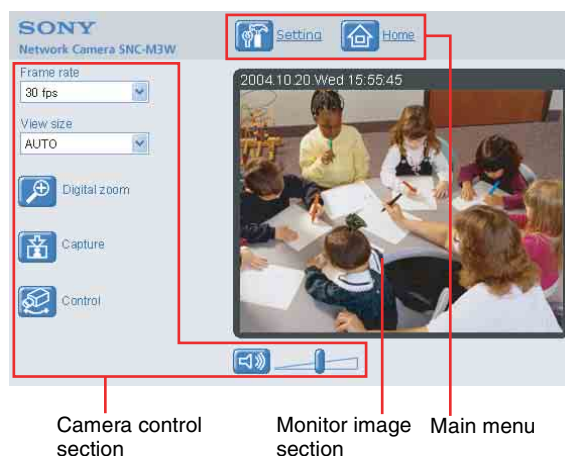 SONY
Network Camera SNC-M3W
Setting
Home
Frame rate
30 fps
View size
AUTO
Digital zoom
Capture
Control
2004.10.20 Wed 15:55:45
Camera control
section
Monitor image
section
Main menu